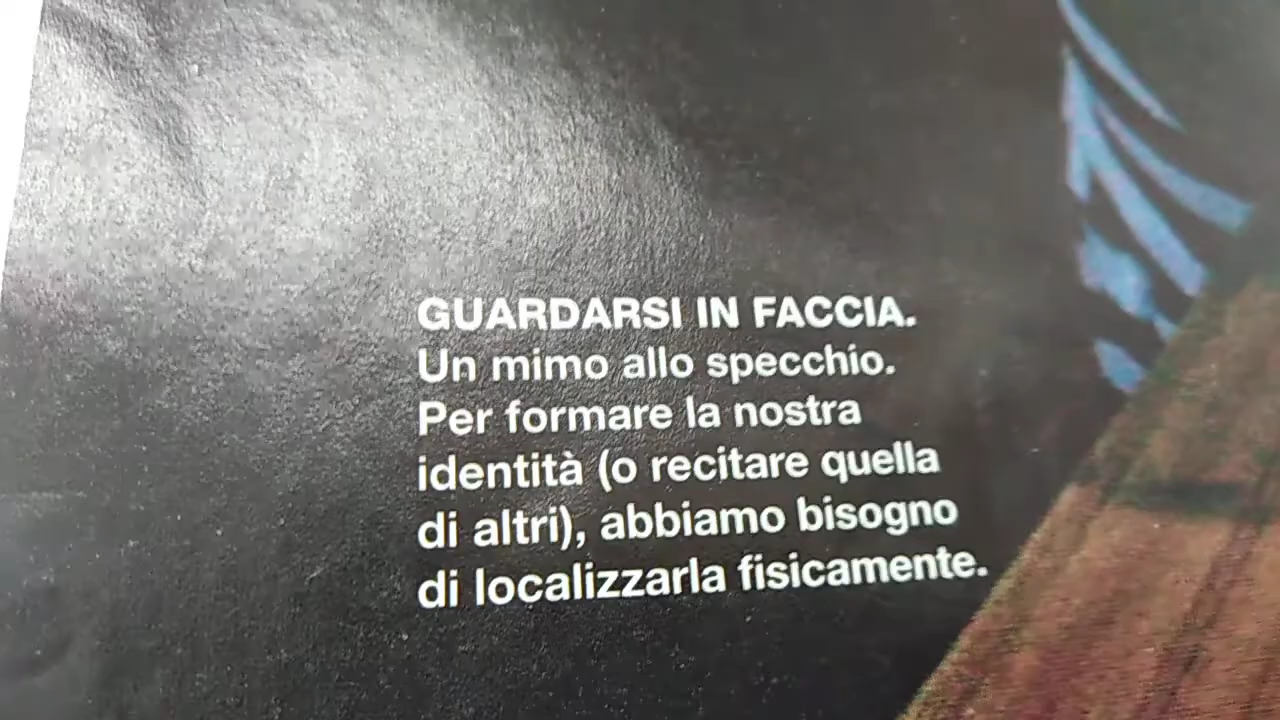 GUARDARSI IN FACCIA.
Un mimo allo specchio.
Per formare la nostra
identità (o recitare quella
di altri), abbiamo bisogno
di localizzarla fisicamente.